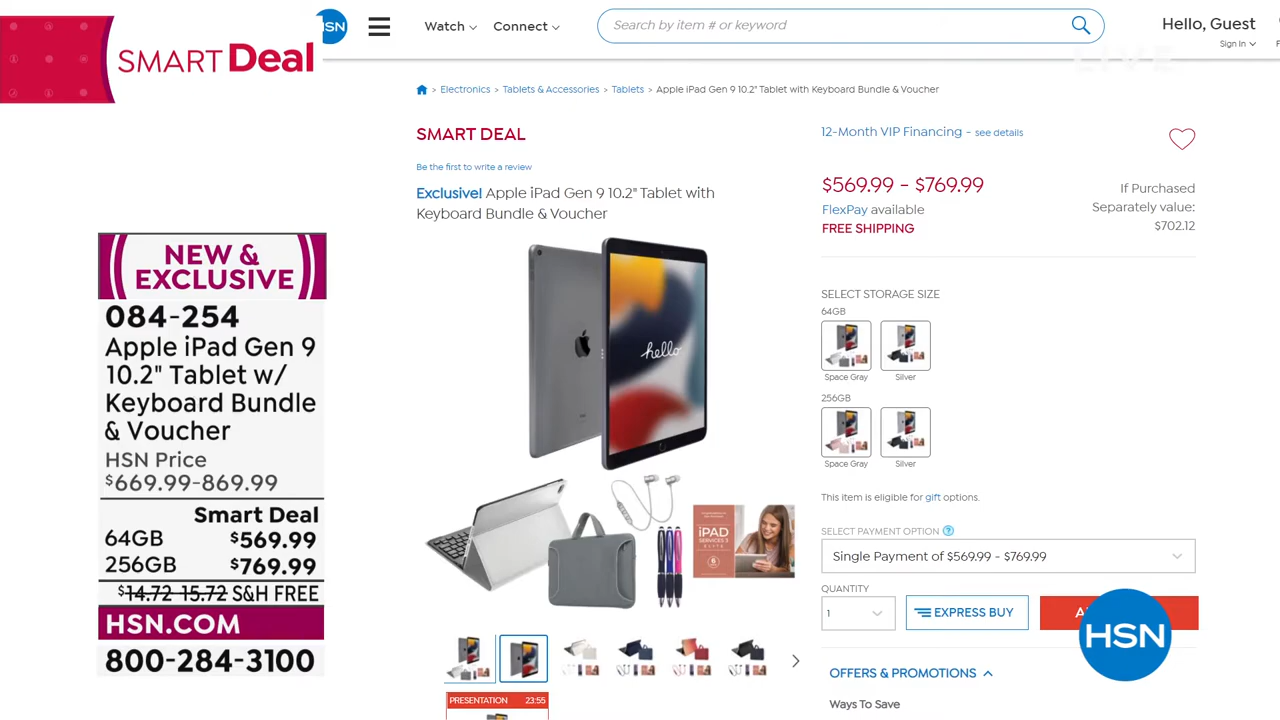 SMART Deal
HSN
Watch
Connect
Search by item # or keyword
Hello, Guest
Sign In
LIVE
> Electronics > Tablets & Accessories > Tablets > Apple iPad Gen 9 10.2" Tablet with Keyboard Bundle & Voucher
SMART DEAL
Be the first to write a review
Exclusive! Apple iPad Gen 9 10.2" Tablet with
Keyboard Bundle & Voucher
hello
iPAD
SERVICES 3
ELITE
PRESENTATION 23:55
12-Month VIP Financing - see details
$569.99 - $769.99
FlexPay available
FREE SHIPPING
If Purchased
Separately value:
$702.12
SELECT STORAGE SIZE
64GB
Space Gray Silver
256GB
Space Gray Silver
This item is eligible for gift options.
SELECT PAYMENT OPTION ?
Single Payment of $569.99 - $769.99
QUANTITY
1
EXPRESS BUY
HSN
OFFERS & PROMOTIONS
Ways To Save
NEW &
EXCLUSIVE
084-254
Apple iPad Gen 9
10.2" Tablet w/
Keyboard Bundle
& Voucher
HSN Price
$669.99-869.99
Smart Deal
64GB $569.99
256GB $769.99
$14.72-15.72 S&H FREE
HSN.COM
800-284-3100